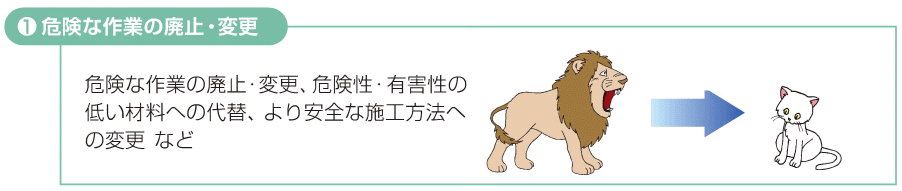 ❶危険な作業の廃止・変更
危険な作業の廃止・変更、危険性・有害性の
低い材料への代替、より安全な施工方法へ
の変更 など